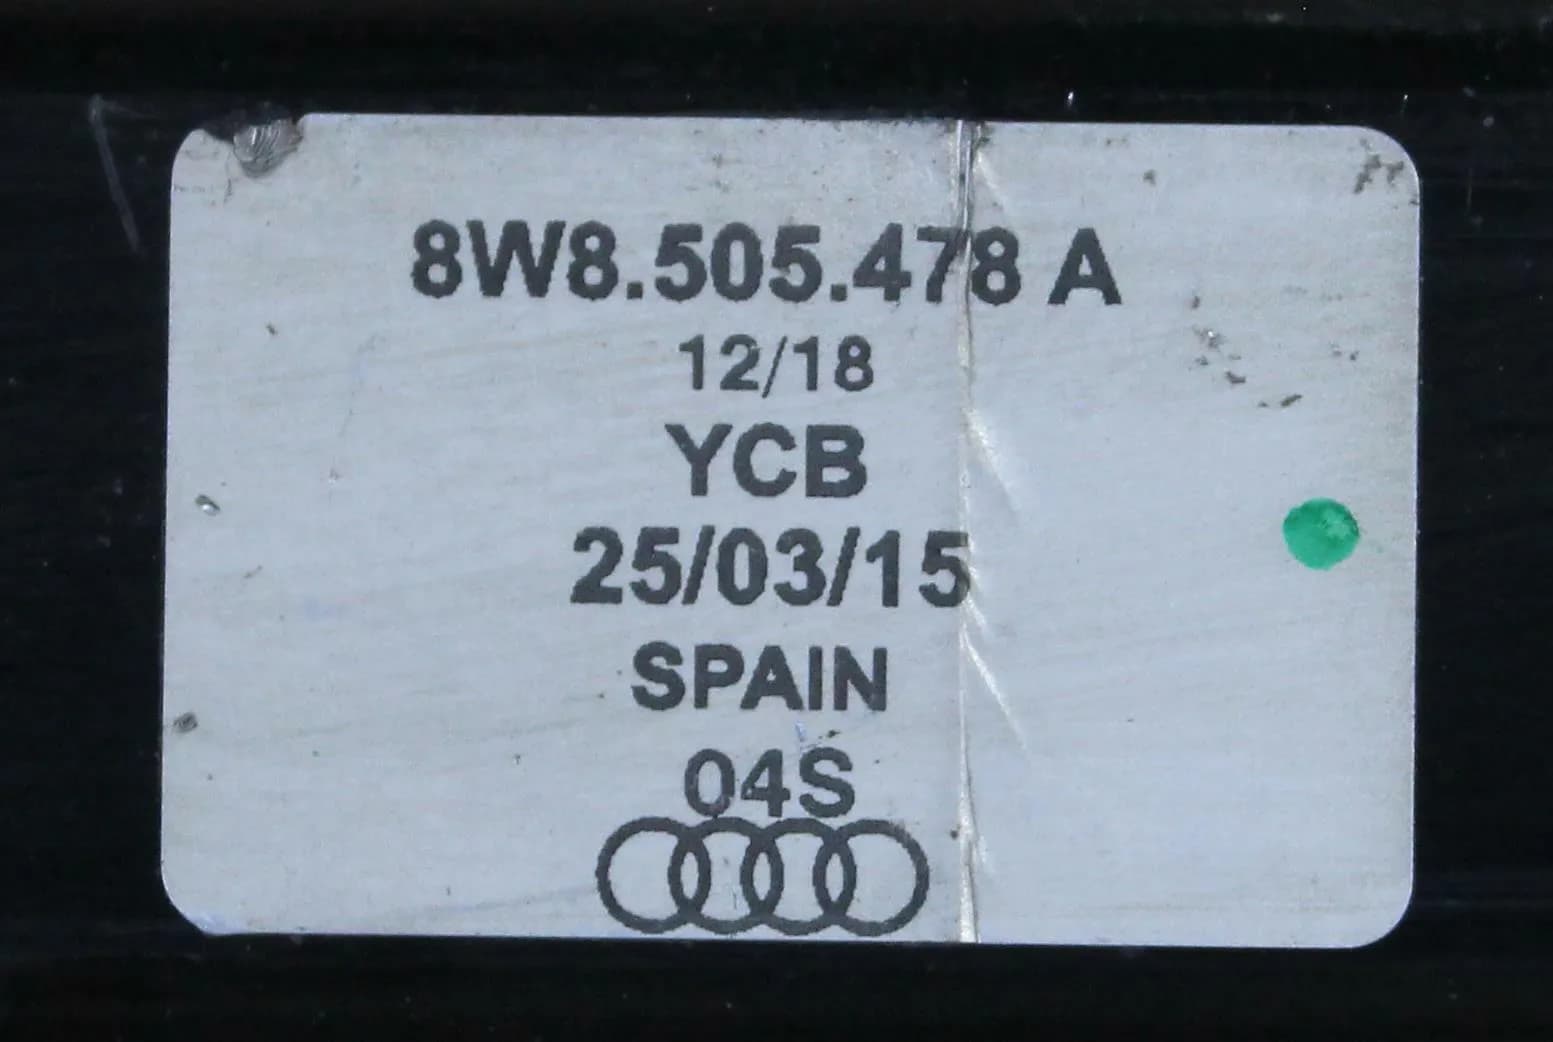 8W8.505.478 A
12/18
YCB
25/03/15
SPAIN
04S